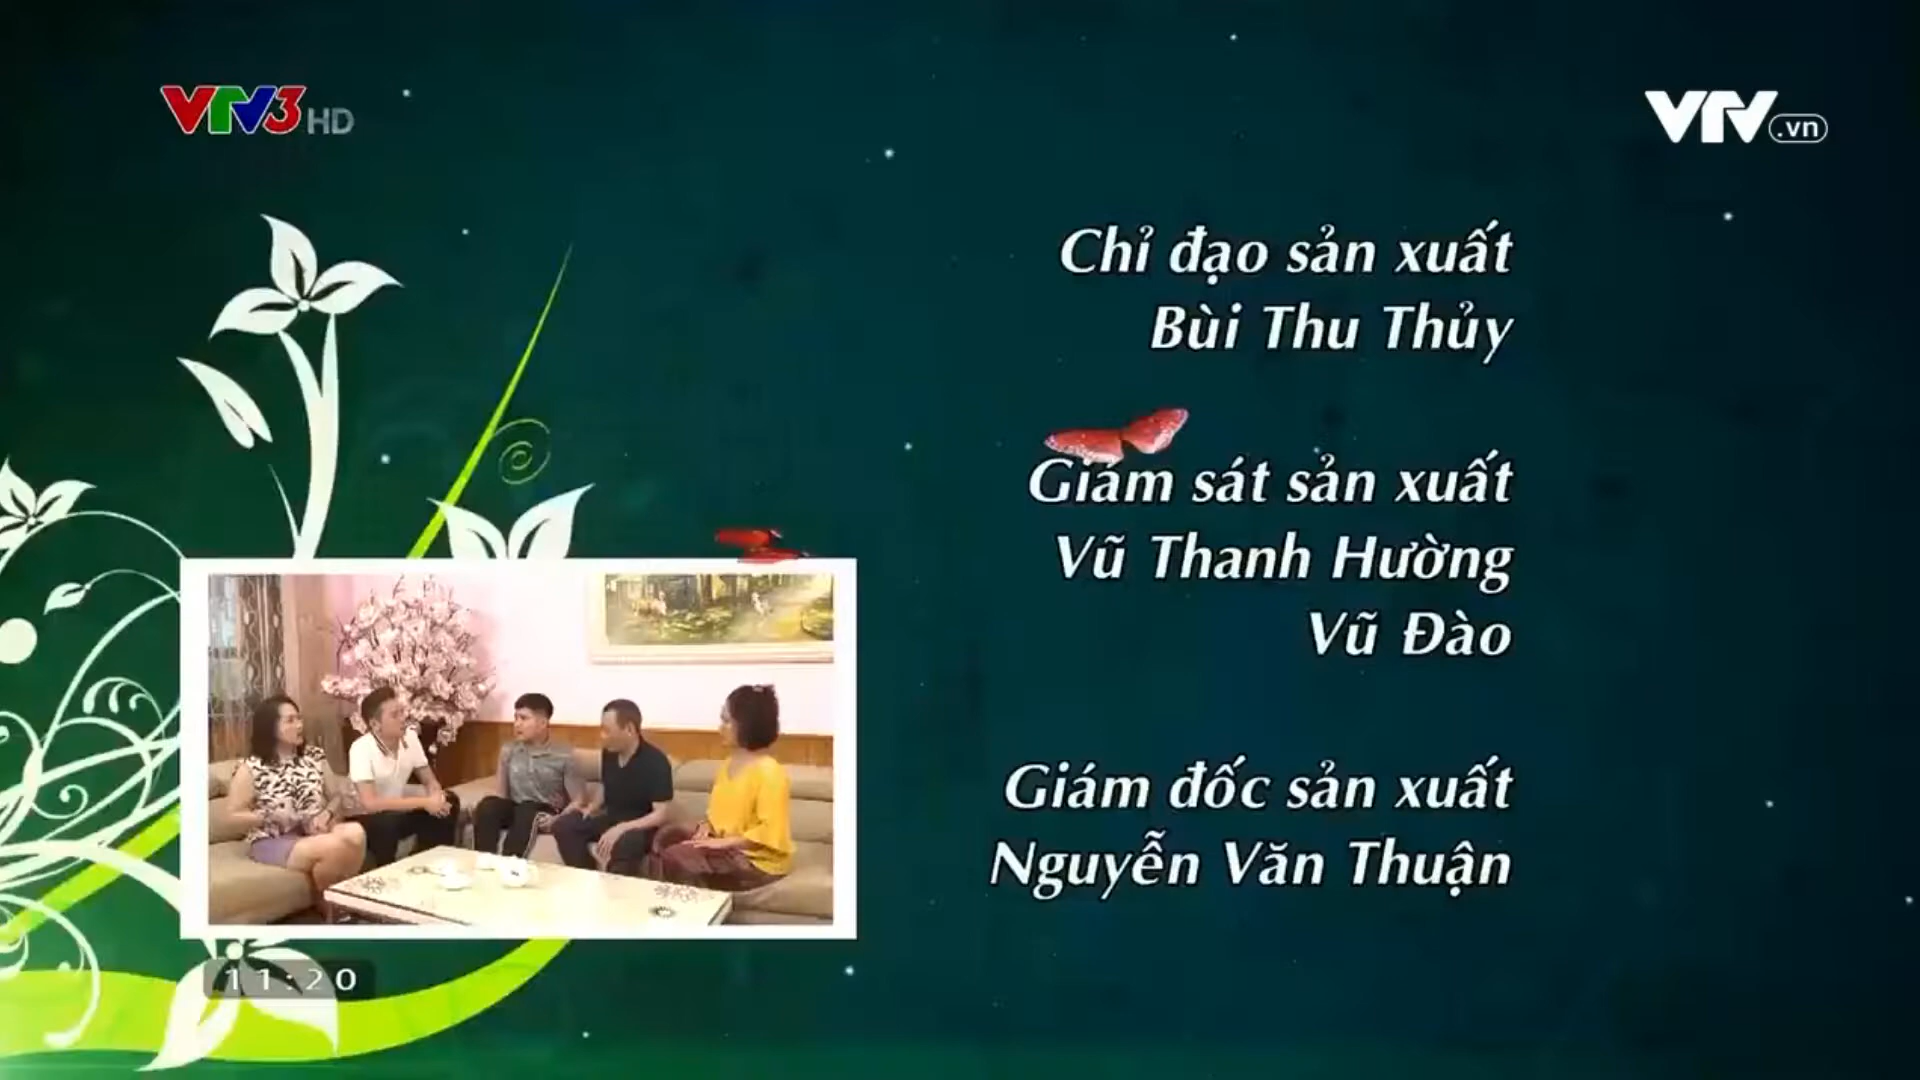 VTV3 HD
VTV.vn
Chỉ đạo sản xuất
Bùi Thu Thủy
Giám sát sản xuất
Vũ Thanh Hường
Vũ Đào
Giám đốc sản xuất
Nguyễn Văn Thuận
11:20